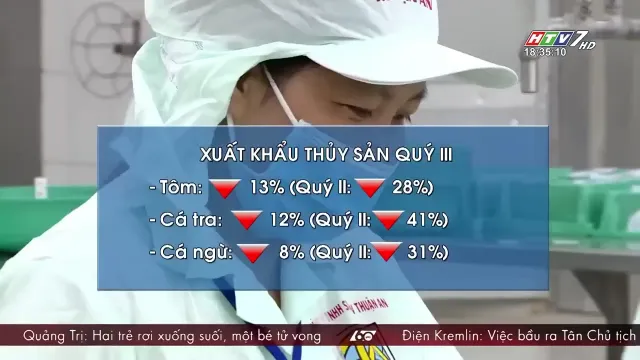 HTV7 HD
18:35:10
XUẤT KHẨU THỦY SẢN QUÝ III
- Tôm: 13% (Quý II: 28%)
- Cá tra: 12% (Quý II: 41%)
- Cá ngừ: 8% (Quý II: 31%)
THUẬN AN
Quảng Trị: Hai trẻ rơi xuống suối, một bé tử vong
Điện Kremlin: Việc bầu ra Tân Chủ tịch